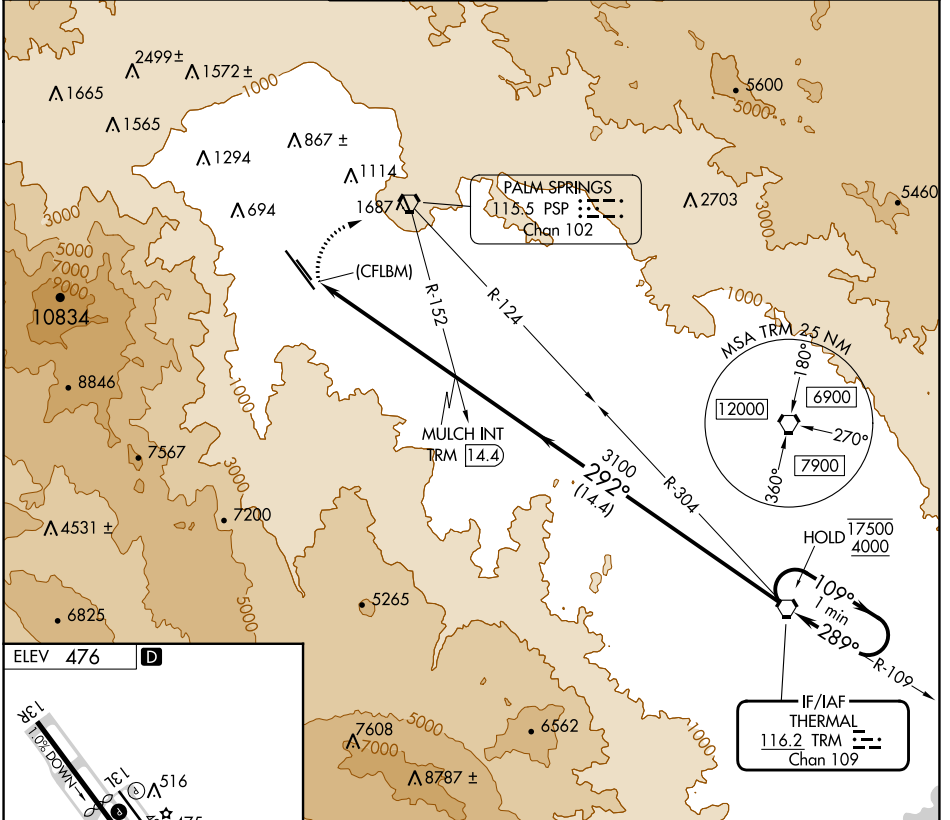 2499 ±
1572 ±
1665
1565
1000
1294
867 ±
1114
694
1687
PALM SPRINGS
115.5 PSP
Chan 102
5600
5000
2703
3000
5460
3000
5000
7000
9000
10834
(CFLBM)
R-152
R-124
1000
MSA TRM 25 NM
180°
6900
12000
270°
7900
360°
8846
1000
MULCH INT
TRM 14.4
7567
3000
3100
292°
(14.4)
R-304
7200
4531 ±
HOLD 17500
4000
109°
1 min
289°
R-109
5265
6825
5000
ELEV 476 D
IF/IAF
THERMAL
116.2 TRM
Chan 109
13R
1.0% DOWN
13L
P
516
P
7608
7000
5000
6562
8787 ±
1000